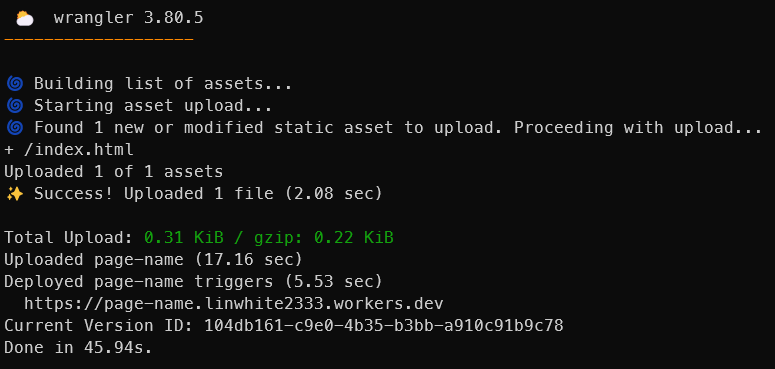 wrangler 3.80.5
-------------------
Building list of assets...
Starting asset upload...
Found 1 new or modified static asset to upload. Proceeding with upload...
+ /index.html
Uploaded 1 of 1 assets
Success! Uploaded 1 file (2.08 sec)
Total Upload: 0.31 KiB / gzip: 0.22 KiB
Uploaded page-name (17.16 sec)
Deployed page-name triggers (5.53 sec)
https://page-name.linwhite2333.workers.dev
Current Version ID: 104db161-c9e0-4b35-b3bb-a910c91b9c78
Done in 45.94s.